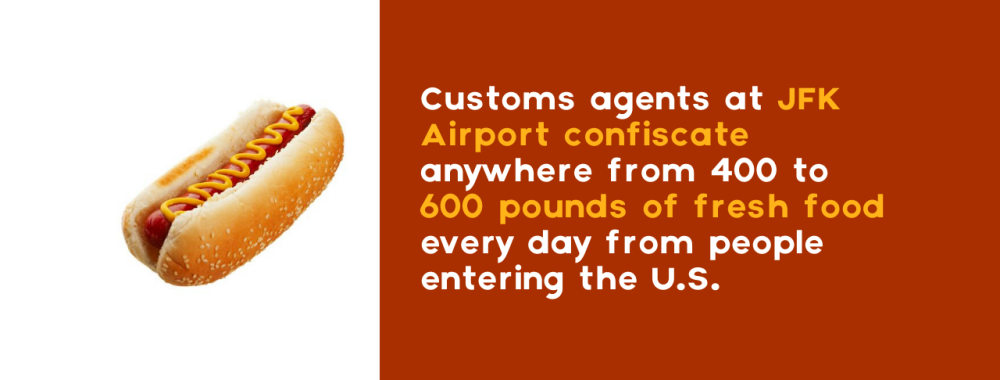 Customs agents at JFK
Airport confiscate
anywhere from 400 to
600 pounds of fresh food
every day from people
entering the U.S.